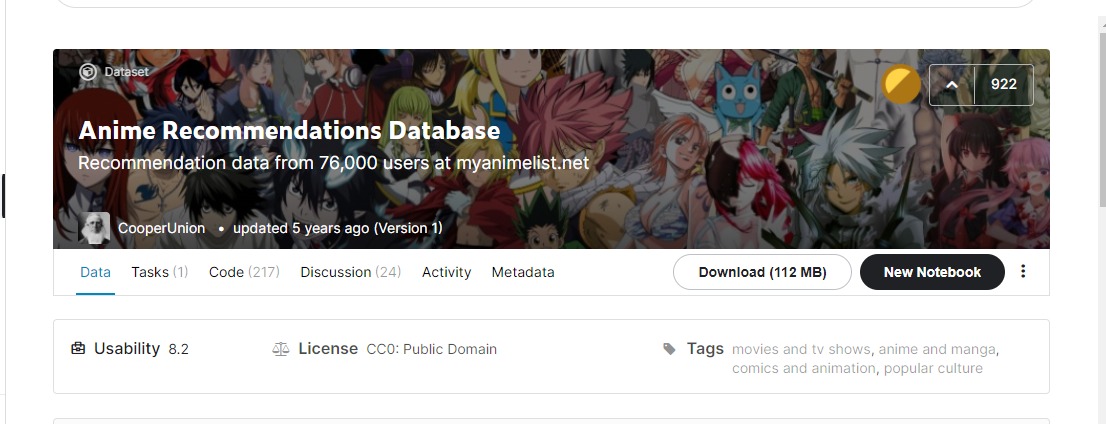 Dataset
922
Anime Recommendations Database
Recommendation data from 76,000 users at myanimelist.net
CooperUnion • updated 5 years ago (Version 1)
Data Tasks (1) Code (217) Discussion (24) Activity Metadata Download (112 MB) New Notebook
Usability 8.2 License CC0: Public Domain Tags movies and tv shows, anime and manga,
comics and animation, popular culture